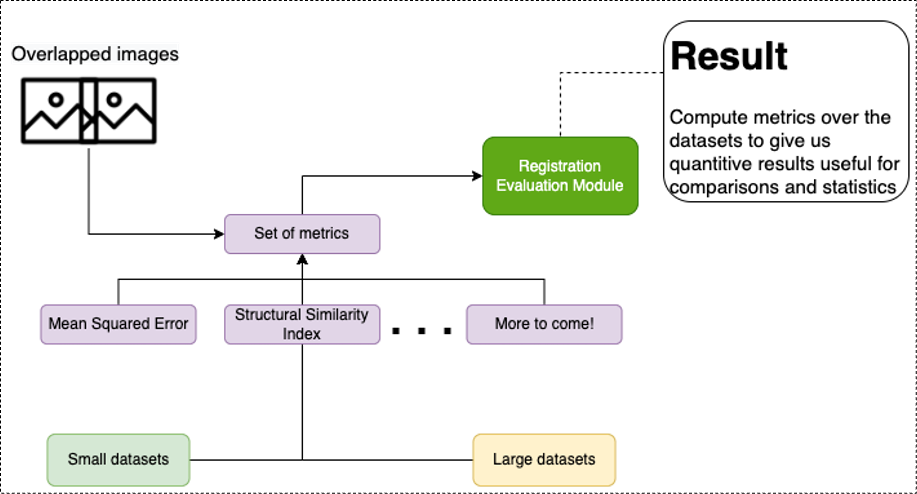 Overlapped images
Result
Compute metrics over the
datasets to give us
quantitive results useful for
comparisons and statistics
Registration
Evaluation Module
Set of metrics
Mean Squared Error
Structural Similarity
Index
. . .
More to come!
Small datasets
Large datasets